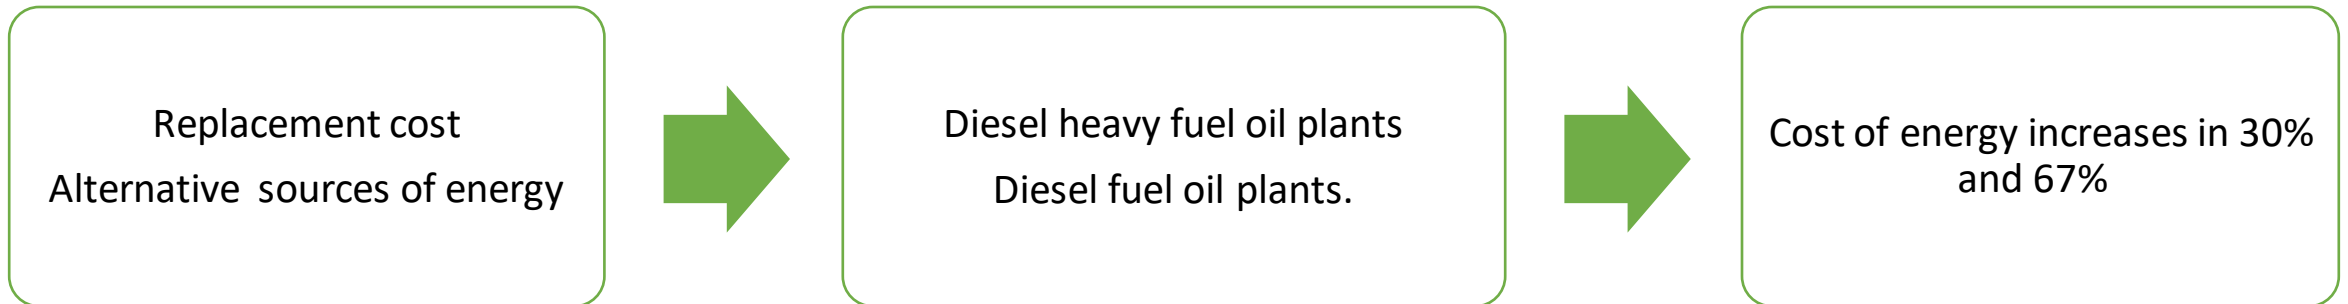 Replacement cost
Alternative sources of energy
Diesel heavy fuel oil plants
Diesel fuel oil plants.
Cost of energy increases in 30%
and 67%